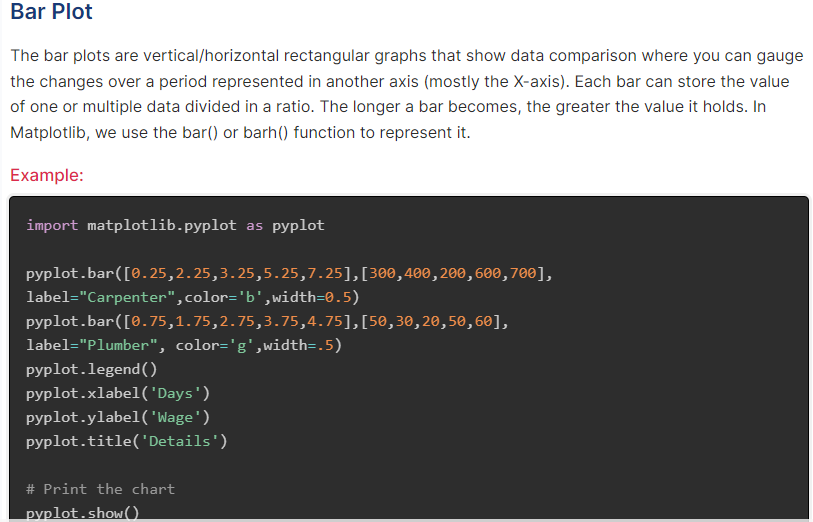 Bar Plot
The bar plots are vertical/horizontal rectangular graphs that show data comparison where you can gauge
the changes over a period represented in another axis (mostly the X-axis). Each bar can store the value
of one or multiple data divided in a ratio. The longer a bar becomes, the greater the value it holds. In
Matplotlib, we use the bar() or barh() function to represent it.
Example:
import matplotlib.pyplot as pyplot
pyplot.bar([0.25,2.25,3.25,5.25,7.25],[300,400,200,600,700],
label="Carpenter",color='b',width=0.5)
pyplot.bar([0.75,1.75,2.75,3.75,4.75],[50,30,20,50,60],
label="Plumber", color='g',width=.5)
pyplot.legend()
pyplot.xlabel('Days')
pyplot.ylabel('Wage')
pyplot.title('Details')
# Print the chart
pyplot.show()